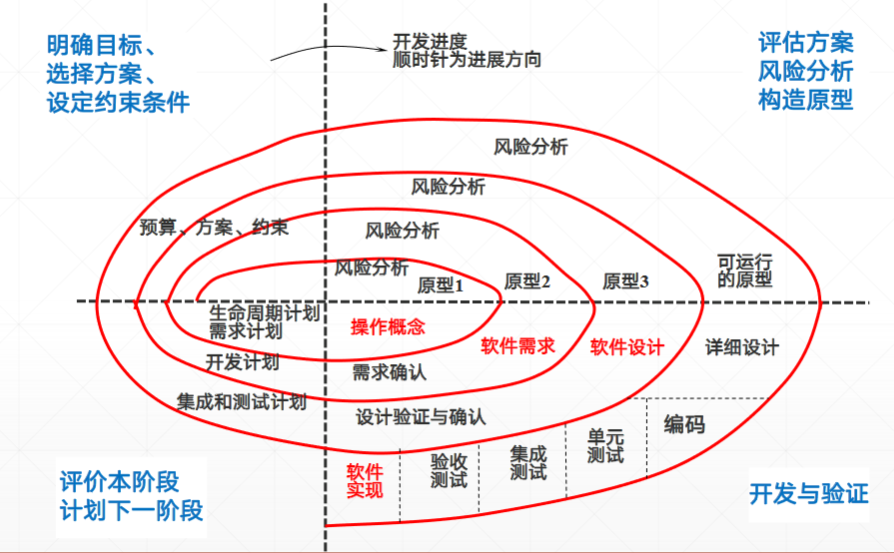 明确目标、
选择方案、
设定约束条件
开发进度
顺时针为进展方向
评估方案
风险分析
构造原型
风险分析
风险分析
预算、方案、约束
风险分析
风险分析
原型1
原型2
原型3
可运行
的原型
生命周期计划
需求计划
操作概念
软件需求
软件设计
详细设计
开发计划
需求确认
集成和测试计划
设计验证与确认
软件
实现
验收
测试
集成
测试
单元
测试
编码
评价本阶段
计划下一阶段
开发与验证